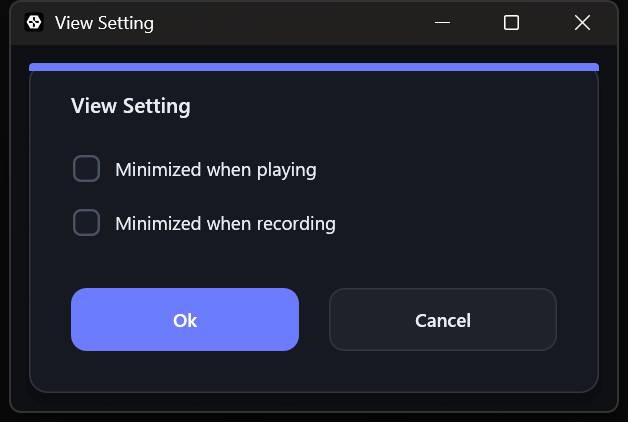 View Setting
View Setting
Minimized when playing
Minimized when recording
Ok
Cancel